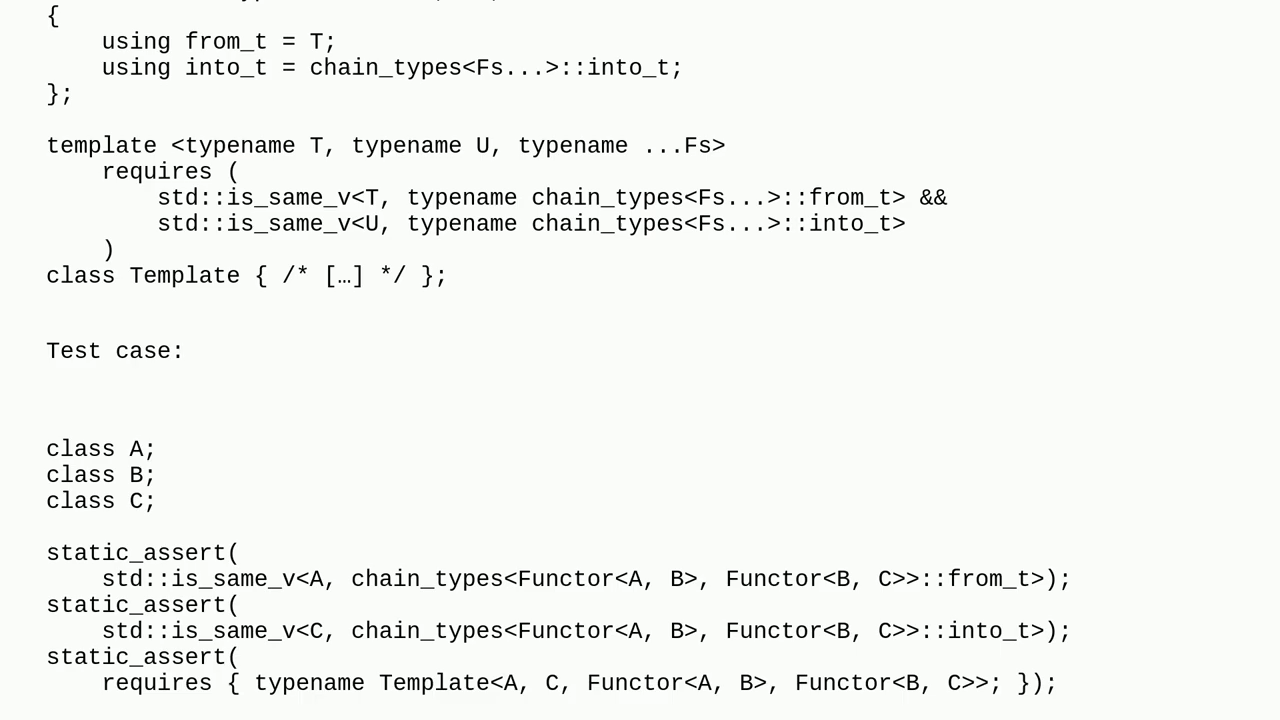 {
    using from_t = T;
    using into_t = chain_types<Fs...>::into_t;
};
template <typename T, typename U, typename ...Fs>
    requires (
        std::is_same_v<T, typename chain_types<Fs...>::from_t> &&
        std::is_same_v<U, typename chain_types<Fs...>::into_t>
    )
class Template { /* […] */ };
Test case:
class A;
class B;
class C;
static_assert(
    std::is_same_v<A, chain_types<Functor<A, B>, Functor<B, C>>::from_t>);
static_assert(
    std::is_same_v<C, chain_types<Functor<A, B>, Functor<B, C>>::into_t>);
static_assert(
    requires { typename Template<A, C, Functor<A, B>, Functor<B, C>>; });